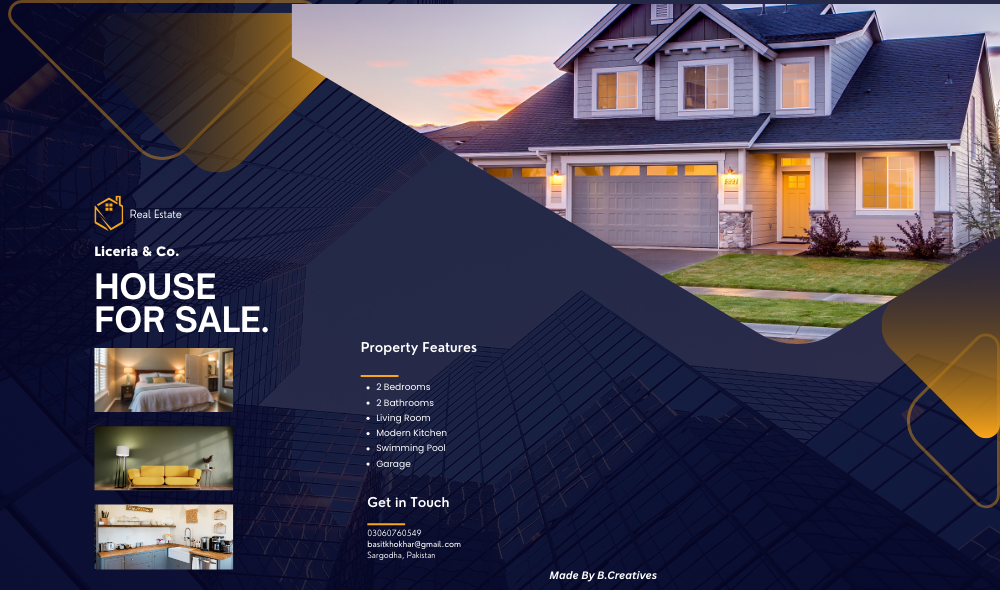 Real Estate
Liceria & Co.
HOUSE
FOR SALE.
Property Features
• 2 Bedrooms
• 2 Bathrooms
• Living Room
• Modern Kitchen
• Swimming Pool
• Garage
Get in Touch
03060760549
basitkhokhar@gmail.com
Sargodha, Pakistan
Made By B.Creatives